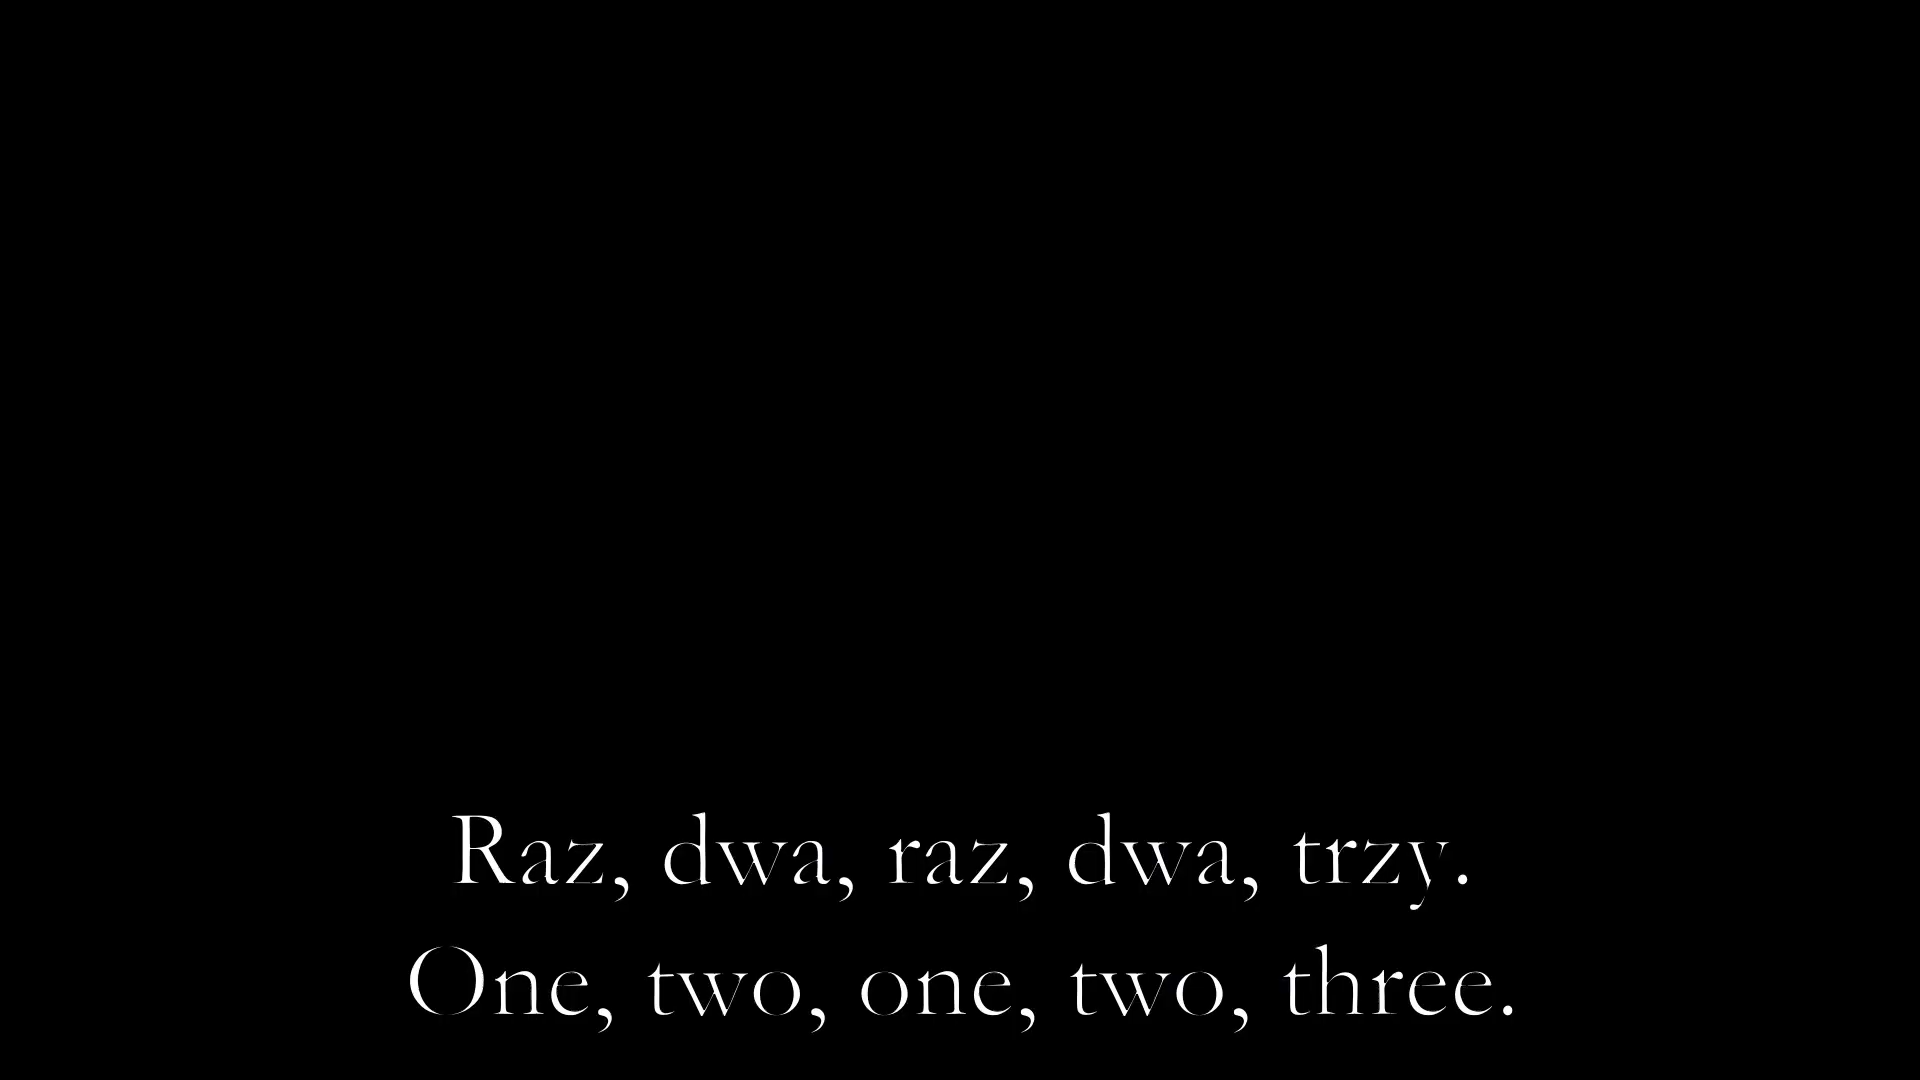 Raz, dwa, raz, dwa, trzy.
One, two, one, two, three.